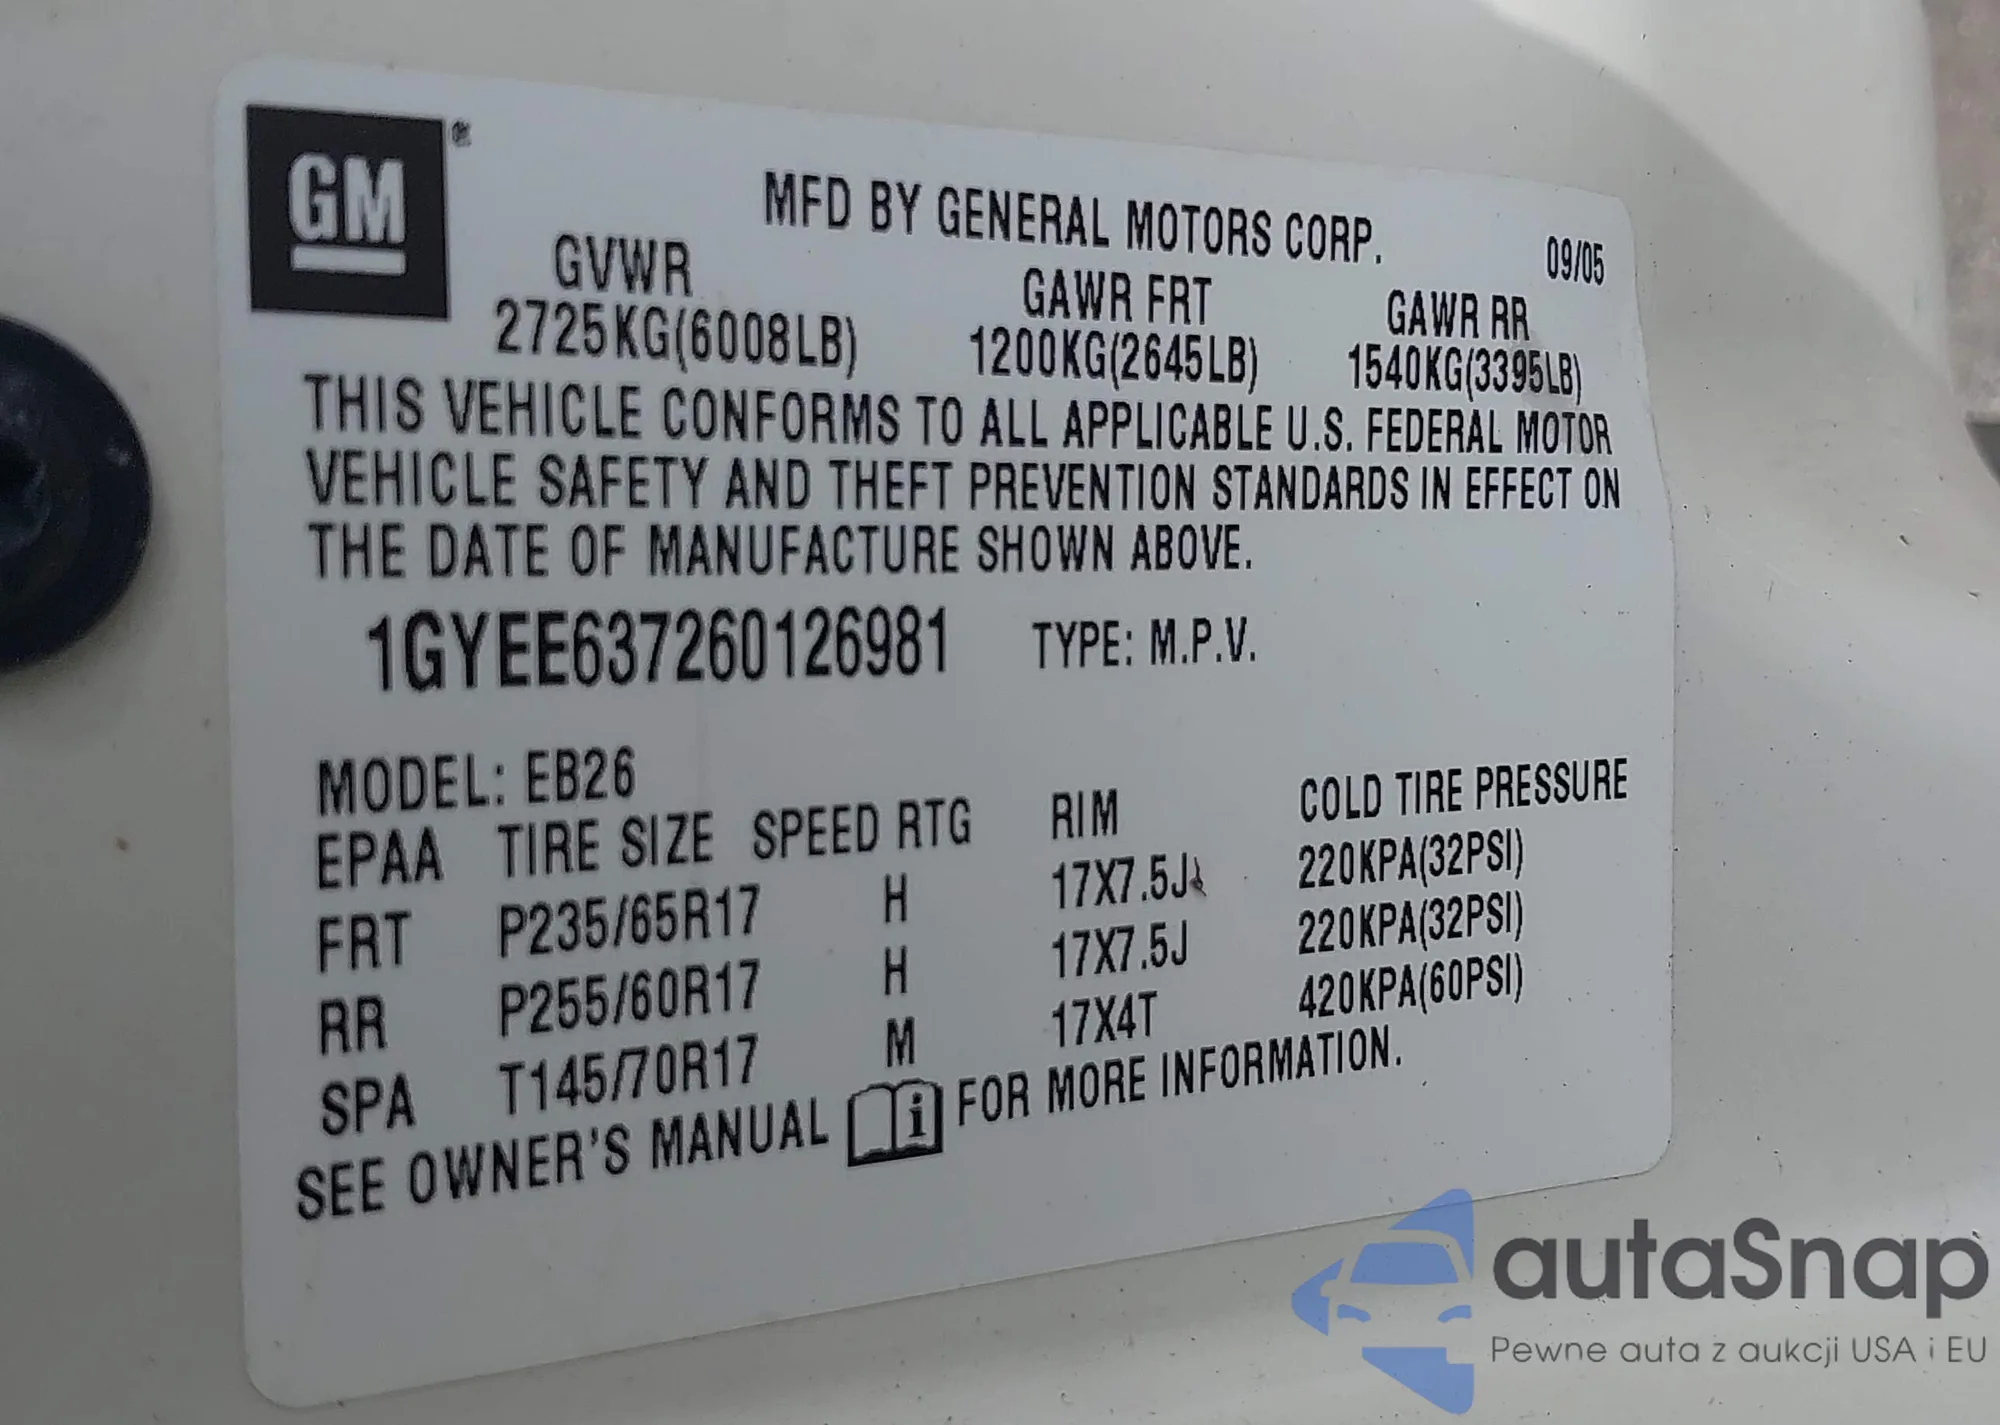 GM®
MFD BY GENERAL MOTORS CORP. 09/05
GVWR GAWR FRT GAWR RR
2725KG(6008LB) 1200KG(2645LB) 1540KG(3395LB)
THIS VEHICLE CONFORMS TO ALL APPLICABLE U.S. FEDERAL MOTOR
VEHICLE SAFETY AND THEFT PREVENTION STANDARDS IN EFFECT ON
THE DATE OF MANUFACTURE SHOWN ABOVE.
1GYEE637260126981 TYPE: M.P.V.
MODEL: EB26
EPAA TIRE SIZE SPEED RTG RIM COLD TIRE PRESSURE
FRT P235/65R17 H 17X7.5J 220KPA(32PSI)
RR P255/60R17 H 17X7.5J 220KPA(32PSI)
SPA T145/70R17 M 17X4T 420KPA(60PSI)
SEE OWNER'S MANUAL i FOR MORE INFORMATION.
autaSnap
Pewne auta z aukcji USA i EU